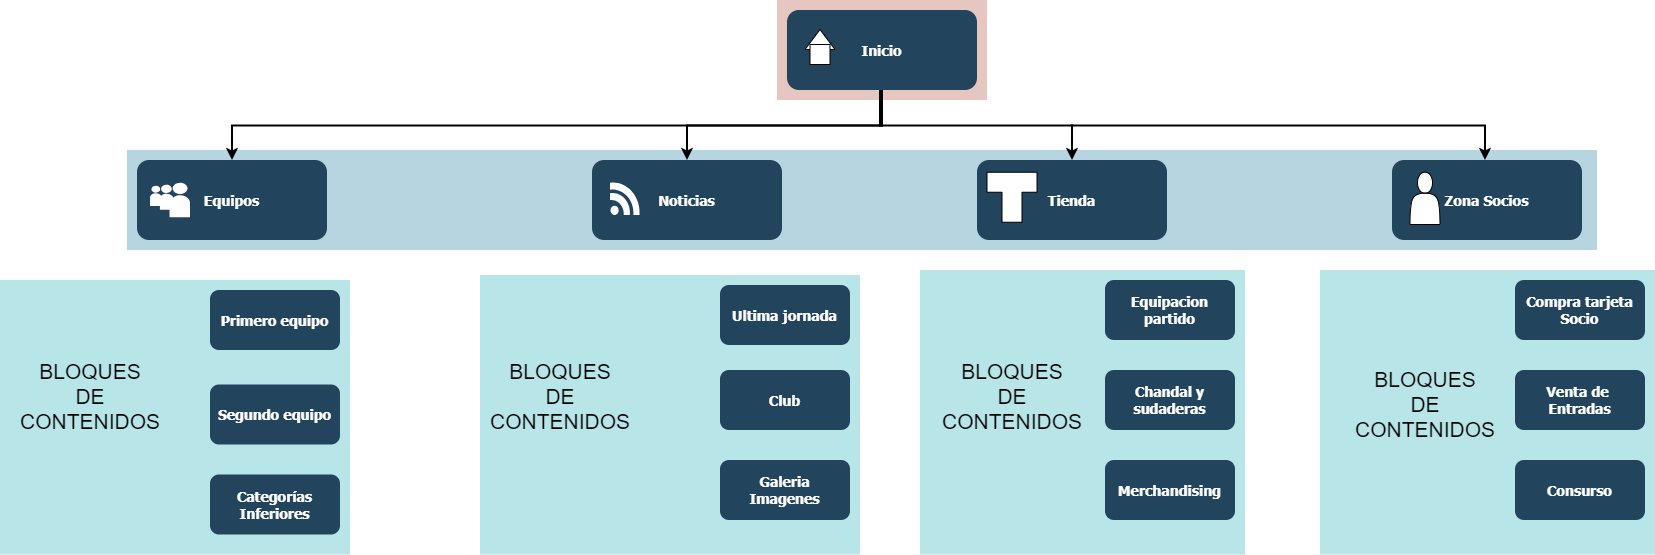 Inicio
Equipos
Noticias
Tienda
Zona Socios
BLOQUES
DE
CONTENIDOS
Primero equipo
Segundo equipo
Categorías
Inferiores
BLOQUES
DE
CONTENIDOS
Ultima jornada
Club
Galeria
Imagenes
BLOQUES
DE
CONTENIDOS
Equipacion
partido
Chandal y
sudaderas
Merchandising
BLOQUES
DE
CONTENIDOS
Compra tarjeta
Socio
Venta de
Entradas
Consurso